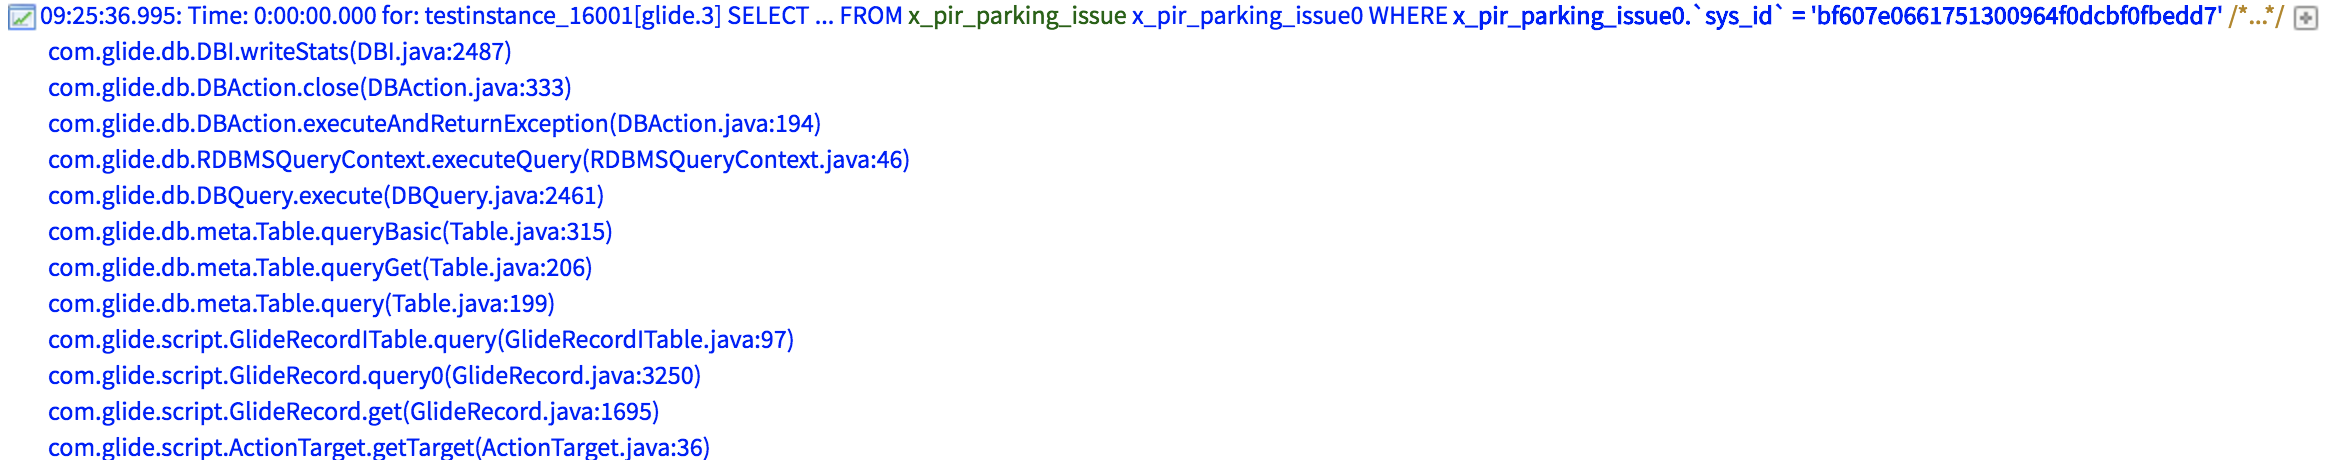 09:25:36.995: Time: 0:00:00.000 for: testinstance_16001[glide.3] SELECT ... FROM x_pir_parking_issue x_pir_parking_issue0 WHERE x_pir_parking_issue0.`sys_id` = 'bf607e0661751300964f0dcbf0fbedd7' /*...*/
com.glide.db.DBI.writeStats(DBI.java:2487)
com.glide.db.DBAction.close(DBAction.java:333)
com.glide.db.DBAction.executeAndReturnException(DBAction.java:194)
com.glide.db.RDBMSQueryContext.executeQuery(RDBMSQueryContext.java:46)
com.glide.db.DBQuery.execute(DBQuery.java:2461)
com.glide.db.meta.Table.queryBasic(Table.java:315)
com.glide.db.meta.Table.queryGet(Table.java:206)
com.glide.db.meta.Table.query(Table.java:199)
com.glide.script.GlideRecordITable.query(GlideRecordITable.java:97)
com.glide.script.GlideRecord.query0(GlideRecord.java:3250)
com.glide.script.GlideRecord.get(GlideRecord.java:1695)
com.glide.script.ActionTarget.getTarget(ActionTarget.java:36)